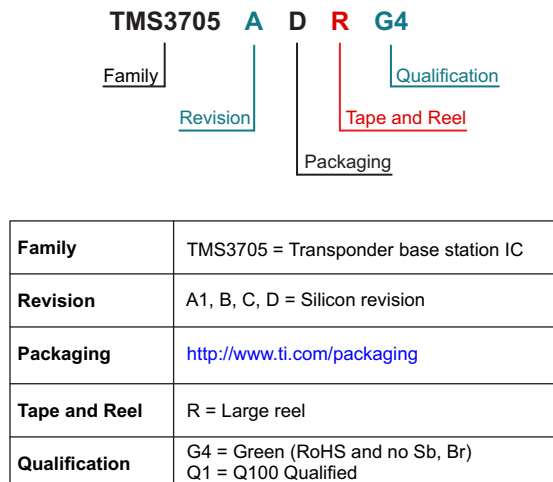 TMS3705 A D R G4
Family
Qualification
Revision
Tape and Reel
Packaging
Family TMS3705 = Transponder base station IC
Revision A1, B, C, D = Silicon revision
Packaging http://www.ti.com/packaging
Tape and Reel R = Large reel
Qualification G4 = Green (RoHS and no Sb, Br)
Q1 = Q100 Qualified